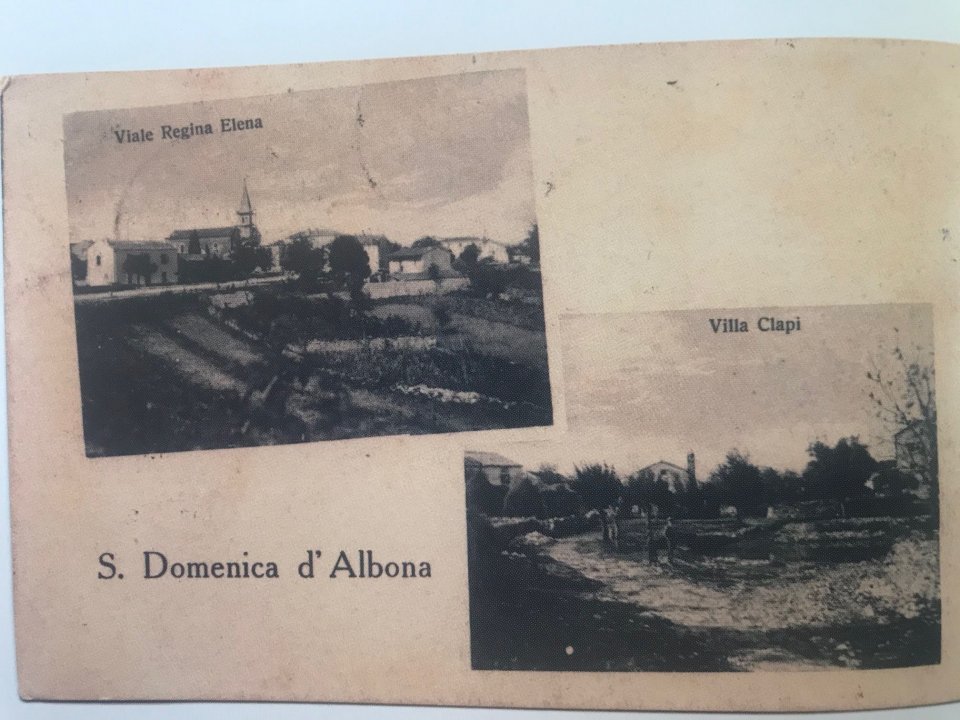 Viale Regina Elena
Villa Clapi
S. Domenica d'Albona